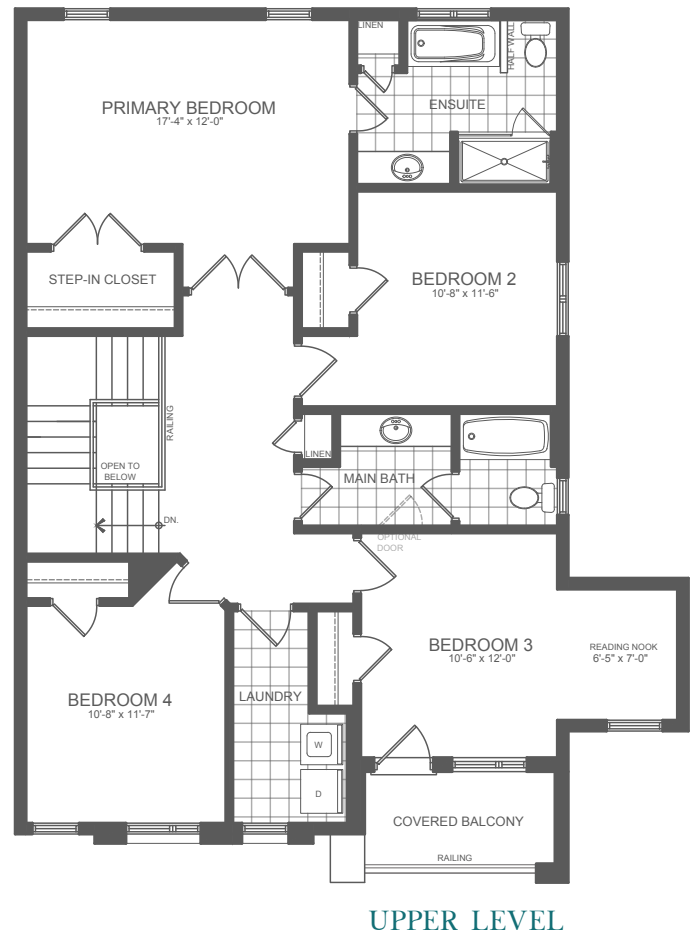 LINEN
HALF WALL
PRIMARY BEDROOM
17'-4" x 12'-0"
ENSUITE
STEP-IN CLOSET
BEDROOM 2
10'-8" x 11'-6"
RAILING
OPEN TO
BELOW
LINEN
MAIN BATH
DN.
OPTIONAL
DOOR
BEDROOM 3
10'-6" x 12'-0"
READING NOOK
6'-5" x 7'-0"
BEDROOM 4
10'-8" x 11'-7"
LAUNDRY
W
D
COVERED BALCONY
RAILING
UPPER LEVEL